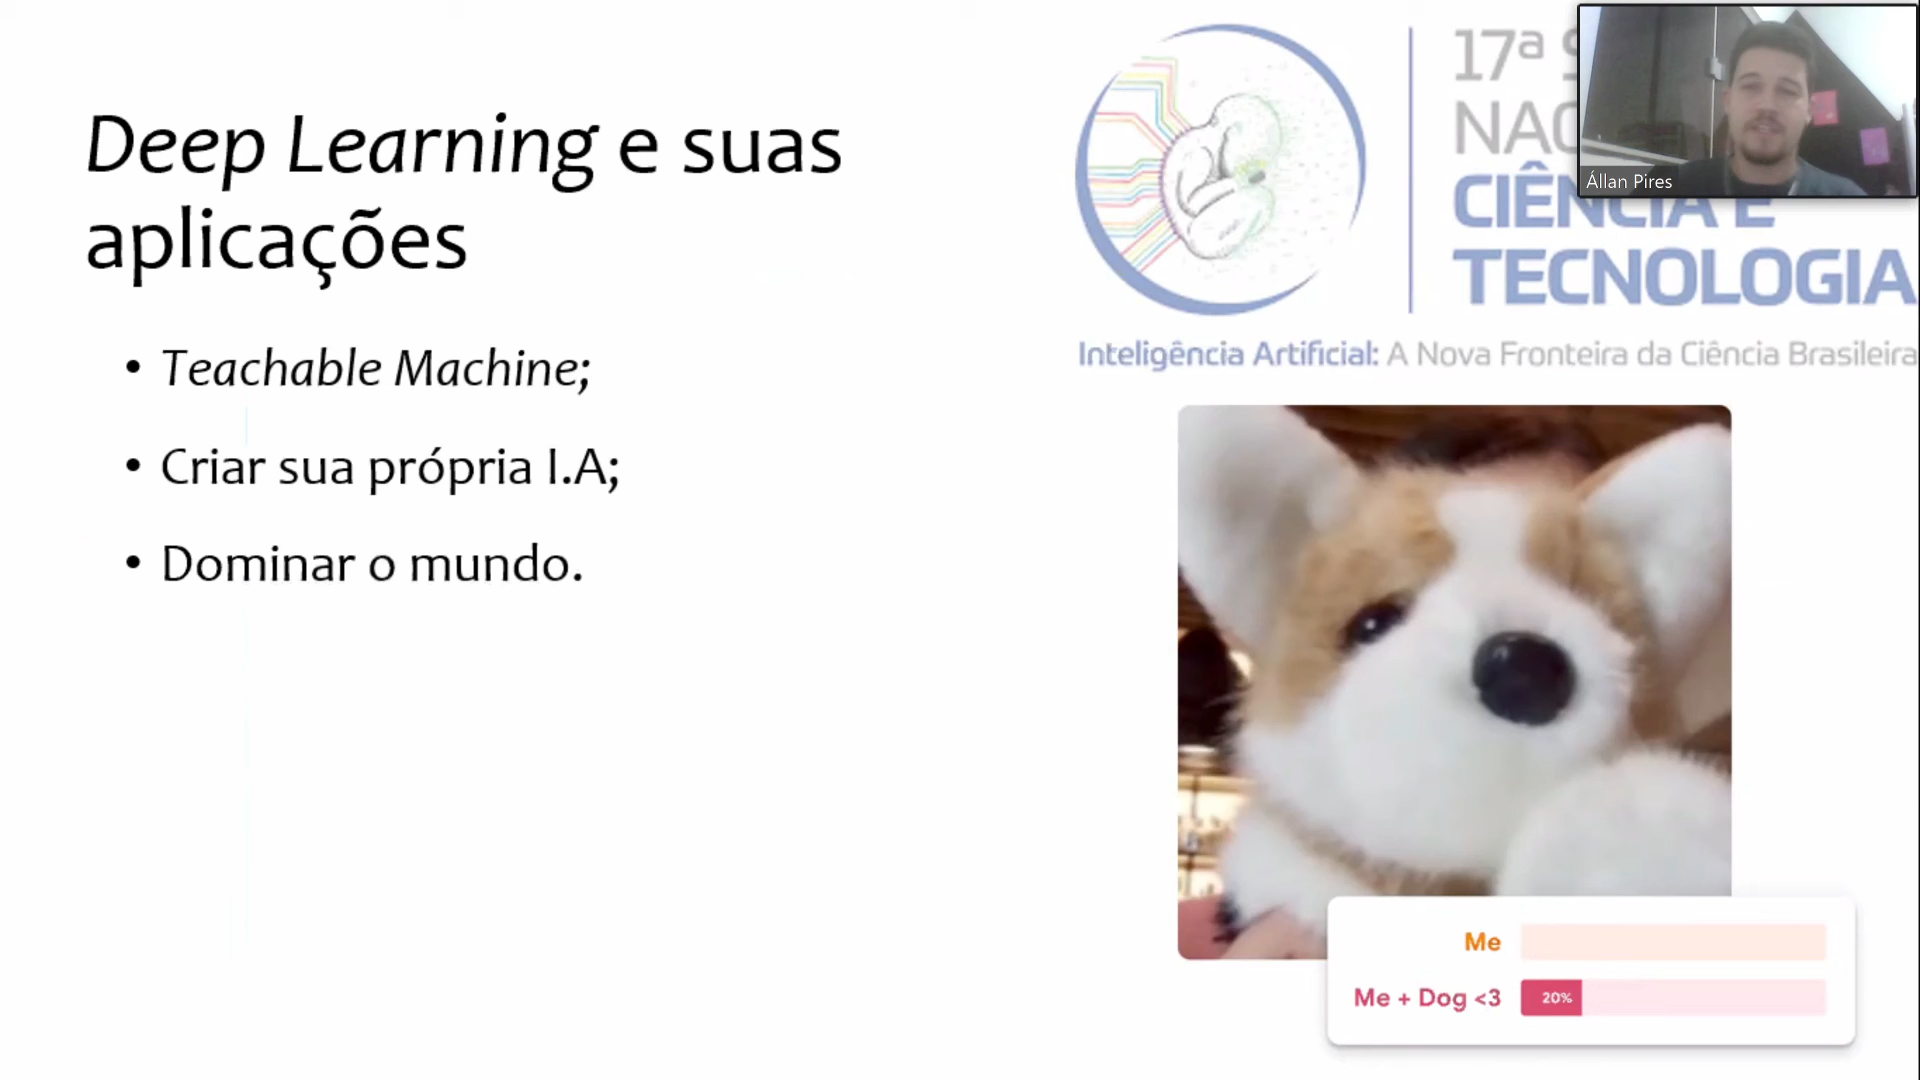 Deep Learning e suas
aplicações
• Teachable Machine;
• Criar sua própria I.A;
• Dominar o mundo.
17ª
CIÊNCIA E
TECNOLOGIA
Inteligência Artificial: A Nova Fronteira da Ciência Brasileira
Állan Pires
Me
Me + Dog <3 20%